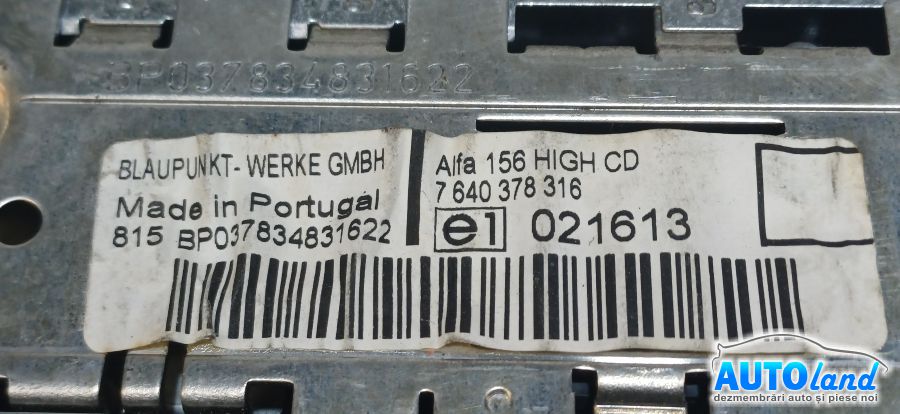 BP037834831622
BLAUPUNKT-WERKE GMBH
Made in Portugal
815 BP037834831622
Alfa 156 HIGH CD
7 640 378 316
e1 021613
AUTOland
dezmembrări auto și piese noi